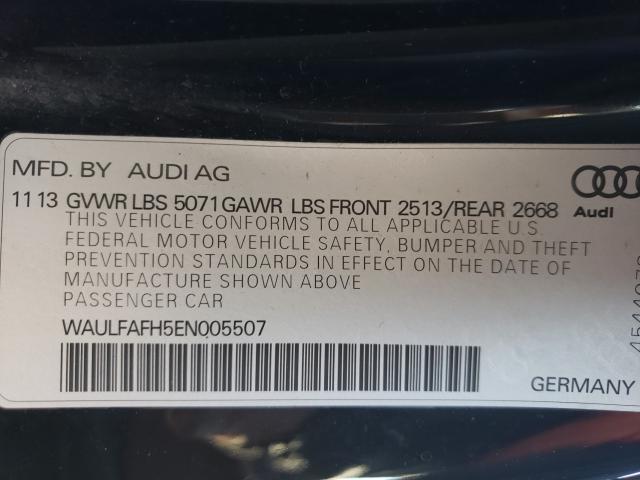 MFD. BY AUDI AG
11 13 GVWR LBS 5071 GAWR LBS FRONT 2513/REAR 2668
Audi
THIS VEHICLE CONFORMS TO ALL APPLICABLE U.S.
FEDERAL MOTOR VEHICLE SAFETY, BUMPER AND THEFT
PREVENTION STANDARDS IN EFFECT ON THE DATE OF
MANUFACTURE SHOWN ABOVE
PASSENGER CAR
WAULFAFH5EN005507
GERMANY